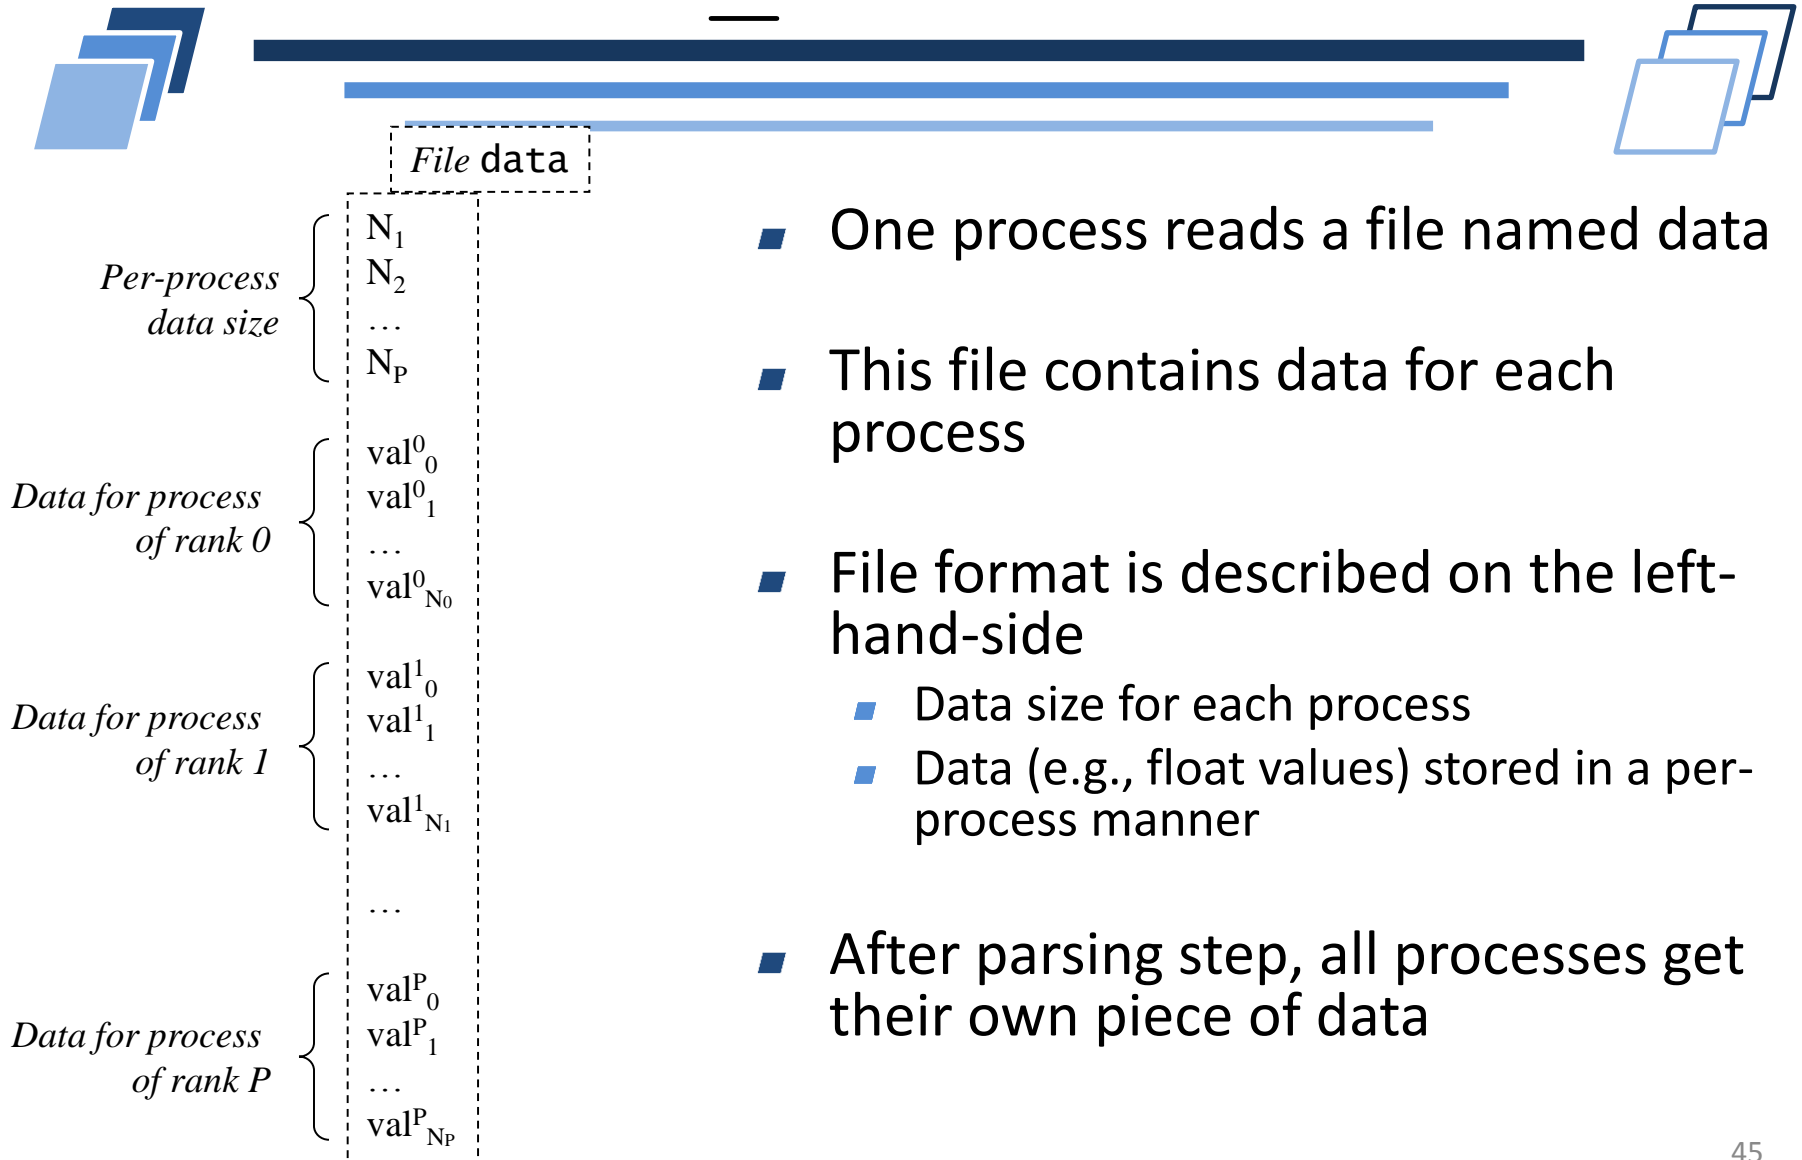 File data
Per-process
data size
N₁
N₂
…
N_P
Data for process
of rank 0
val⁰₀
val⁰₁
…
val⁰_N₀
Data for process
of rank 1
val¹₀
val¹₁
…
val¹_N₁
…
Data for process
of rank P
valᴾ₀
valᴾ₁
…
valᴾ_N_P
One process reads a file named data
This file contains data for each
process
File format is described on the left-
hand-side
Data size for each process
Data (e.g., float values) stored in a per-
process manner
After parsing step, all processes get
their own piece of data
45